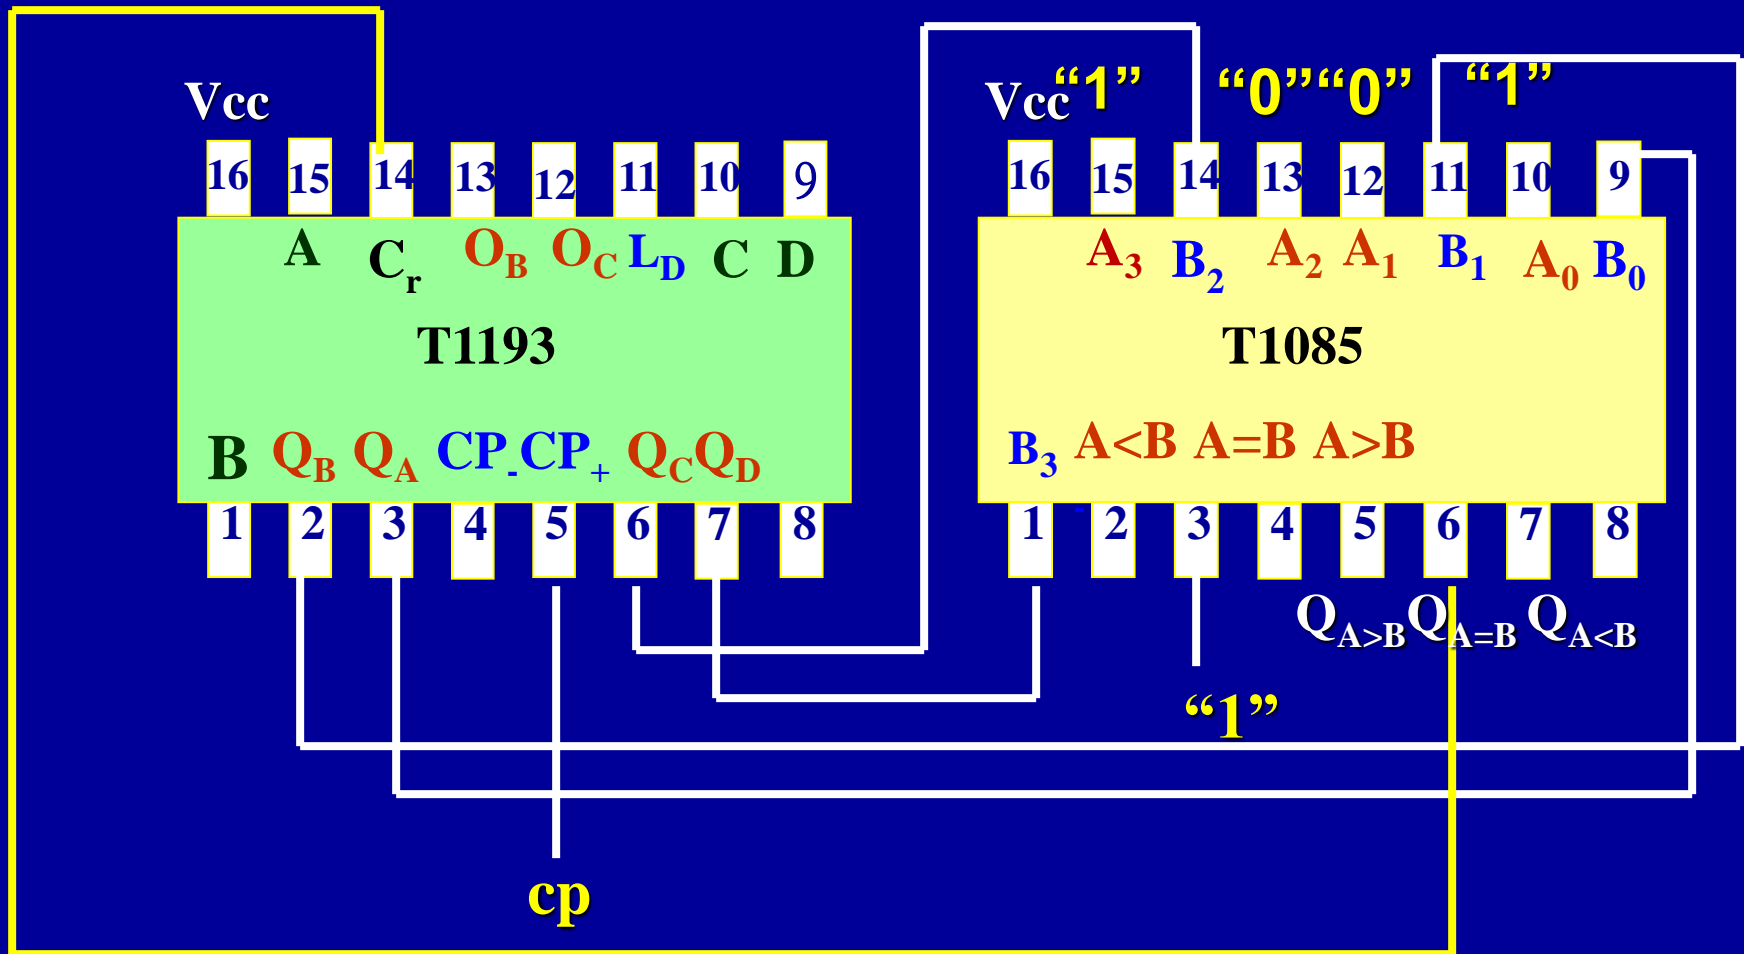 Vcc Vcc “1” “0” “0” “1”
16 15 14 13 12 11 10 9 16 15 14 13 12 11 10 9
A Cr OB OC LD C D A3 B2 A2 A1 B1 A0 B0
T1193 T1085
B QB QA CP- CP+ QC QD B3 A<B A=B A>B
1 2 3 4 5 6 7 8 1 2 3 4 5 6 7 8
QA>B QA=B QA<B
“1”
cp